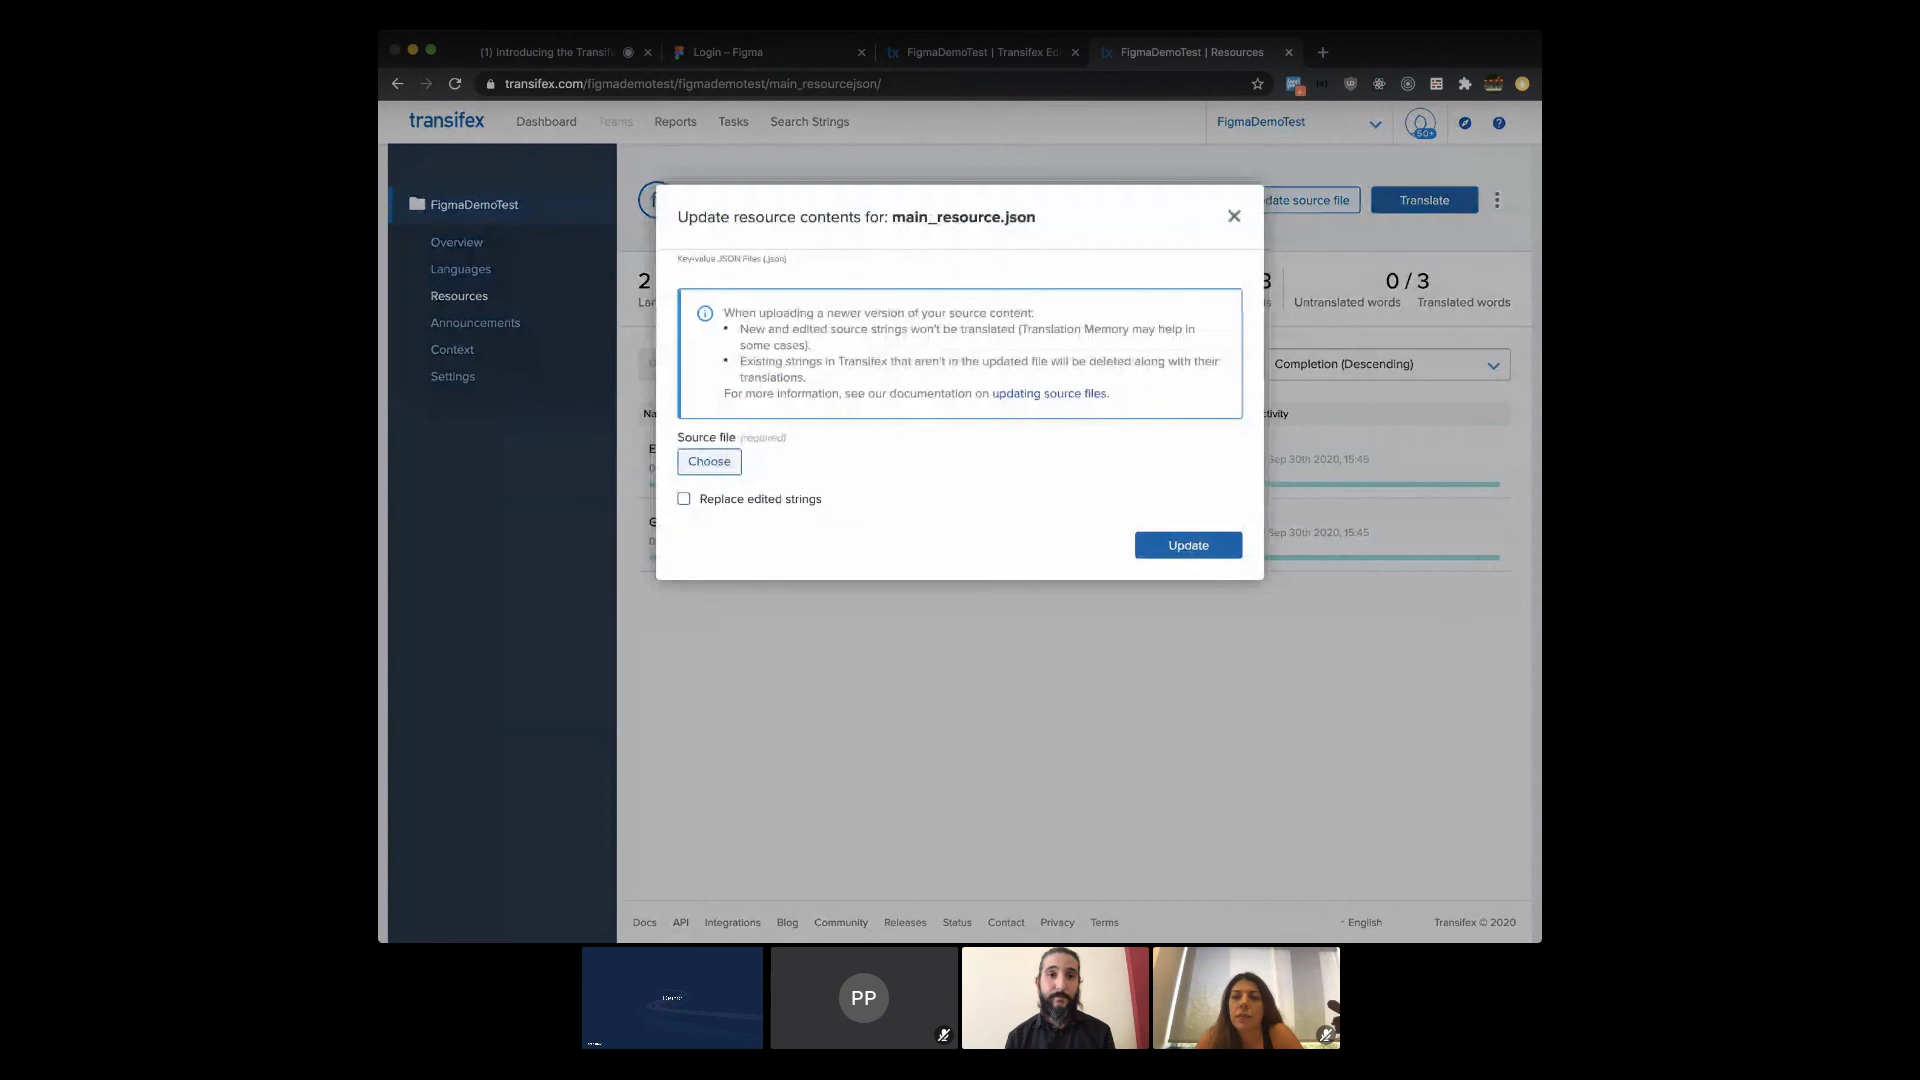 (1) Introducing the Transife
Login – Figma
FigmaDemoTest | Transifex Ed
FigmaDemoTest | Resources
transifex.com/figmademotest/figmademotest/main_resourcejson/
transifex
Dashboard
Teams
Reports
Tasks
Search Strings
FigmaDemoTest
50+
FigmaDemoTest
Overview
Languages
Resources
Announcements
Context
Settings
date source file
Translate
2
Lar
3
0 / 3
Untranslated words
Translated words
Completion (Descending)
Na
tivity
Sep 30th 2020, 15:45
Sep 30th 2020, 15:45
Update resource contents for: main_resource.json
Key-value JSON Files (.json)
When uploading a newer version of your source content:
New and edited source strings won't be translated (Translation Memory may help in
some cases).
Existing strings in Transifex that aren't in the updated file will be deleted along with their
translations.
For more information, see our documentation on updating source files.
Source file (required)
Choose
Replace edited strings
Update
Docs
API
Integrations
Blog
Community
Releases
Status
Contact
Privacy
Terms
English
Transifex © 2020
Demo
PP